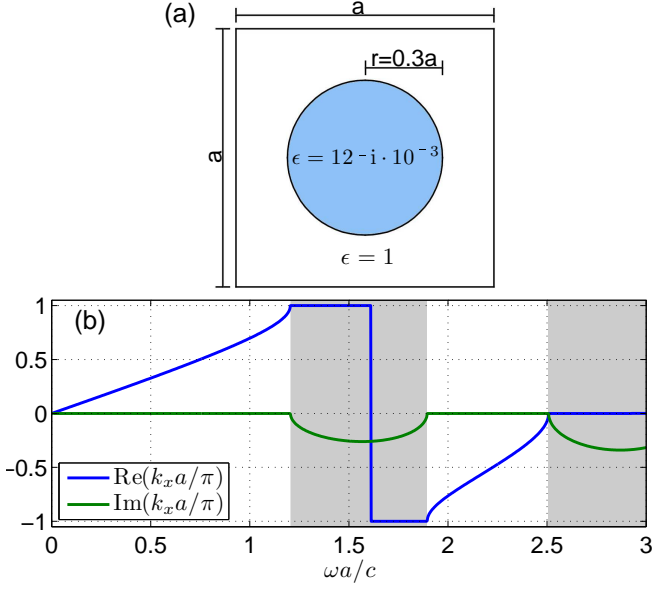 (a)
a
r=0.3a
a
ϵ = 12 - i · 10⁻³
ϵ = 1
(b)
1
0.5
0
−0.5
−1
Re(kₓa/π)
Im(kₓa/π)
0 0.5 1 1.5 2 2.5 3
ωa/c